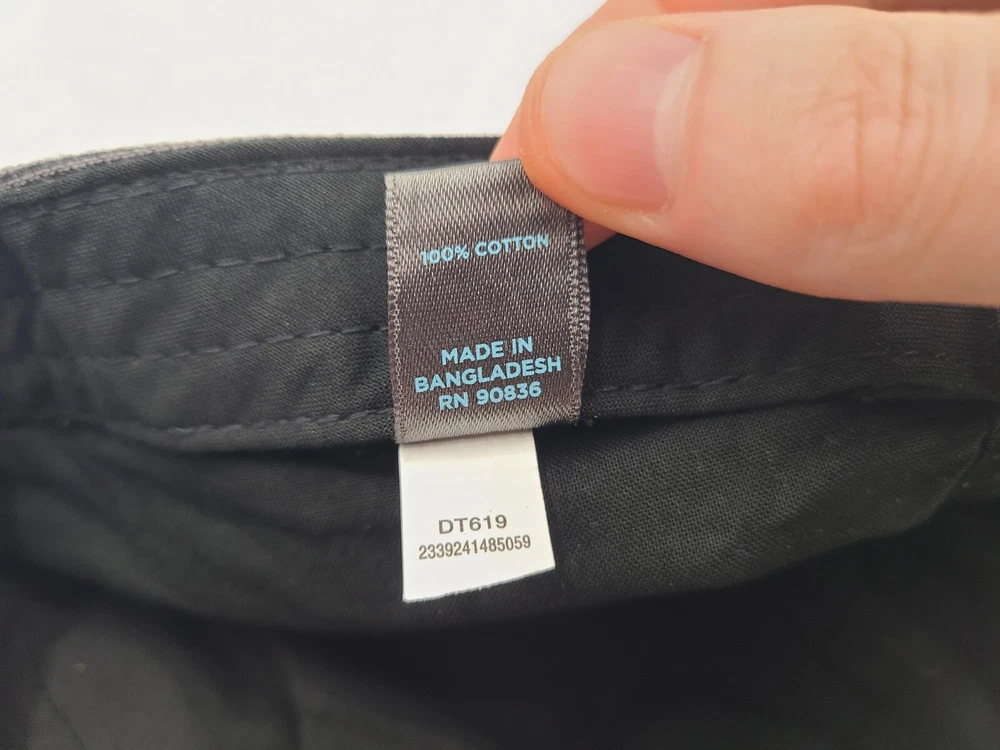 100% COTTON
MADE IN
BANGLADESH
RN 90836
DT619
2339241485059